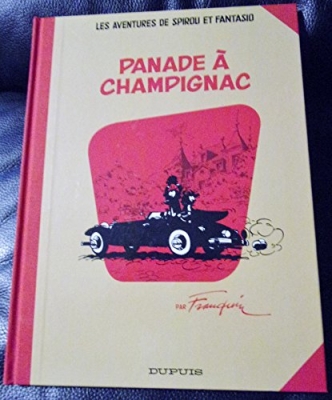 LES AVENTURES DE SPIROU ET FANTASIO
PANADE À
CHAMPIGNAC
PAR Franquin
DUPUIS